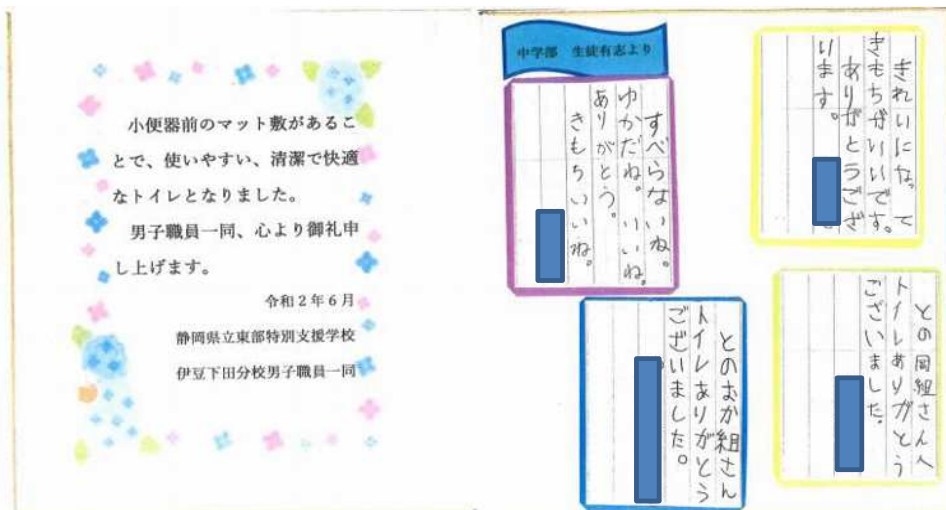 小便器前のマット敷があるこ
とで、使いやすい、清潔で快適
なトイレとなりました。
男子職員一同、心より御礼申
し上げます。
令和２年６月
静岡県立東部特別支援学校
伊豆下田分校男子職員一同
中学部　生徒有志より
すべらないね。
ゆかだね。いいね。
ありがとう。
きもちいいね。
きれいになって
きもちがいいです。
ありがとうござ
います。
とのおか組さん
トイレありがとう
ございました。
との岡組さんへ
トイレありがとう
ございました。